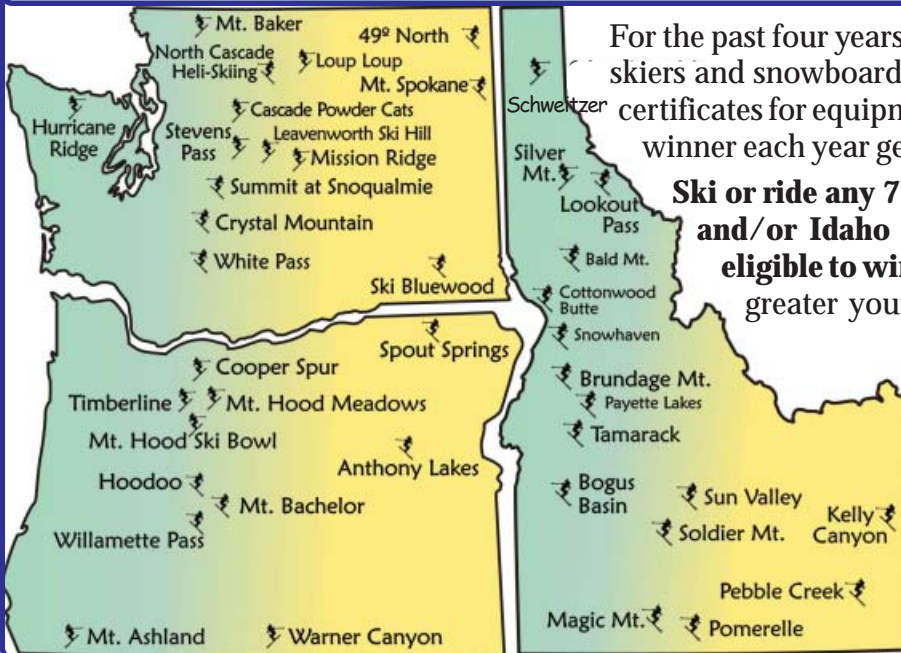 Mt. Baker
49º North
North Cascade
Heli-Skiing
Loup Loup
Mt. Spokane
Hurricane
Ridge
Cascade Powder Cats
Stevens
Pass
Leavenworth Ski Hill
Mission Ridge
Summit at Snoqualmie
Crystal Mountain
White Pass
Ski Bluewood
Spout Springs
Cooper Spur
Timberline
Mt. Hood Meadows
Mt. Hood Ski Bowl
Anthony Lakes
Hoodoo
Mt. Bachelor
Willamette Pass
Mt. Ashland
Warner Canyon
Schweitzer
Silver
Mt.
Lookout
Pass
Bald Mt.
Cottonwood
Butte
Snowhaven
Brundage Mt.
Payette Lakes
Tamarack
Bogus
Basin
Sun Valley
Soldier Mt.
Kelly
Canyon
Pebble Creek
Magic Mt.
Pomerelle
For the past four years
skiers and snowboard
certificates for equipm
winner each year ge
Ski or ride any 7
and/or Idaho
eligible to win
greater your